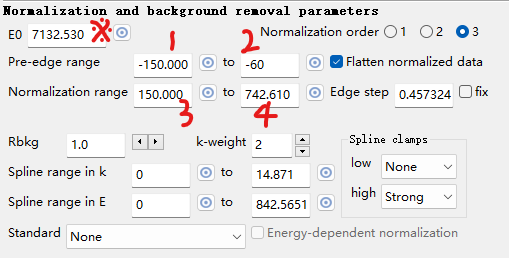 Normalization and background removal parameters
E0 7132.530 ※ Normalization order 1 2 3
1 2
Pre-edge range -150.000 to -60 Flatten normalized data
Normalization range 150.000 to 742.610 Edge step 0.457324 fix
3 4
Rbkg 1.0 k-weight 2 Spline clamps
low None
Spline range in k 0 to 14.871
high Strong
Spline range in E 0 to 842.5651
Standard None Energy-dependent normalization